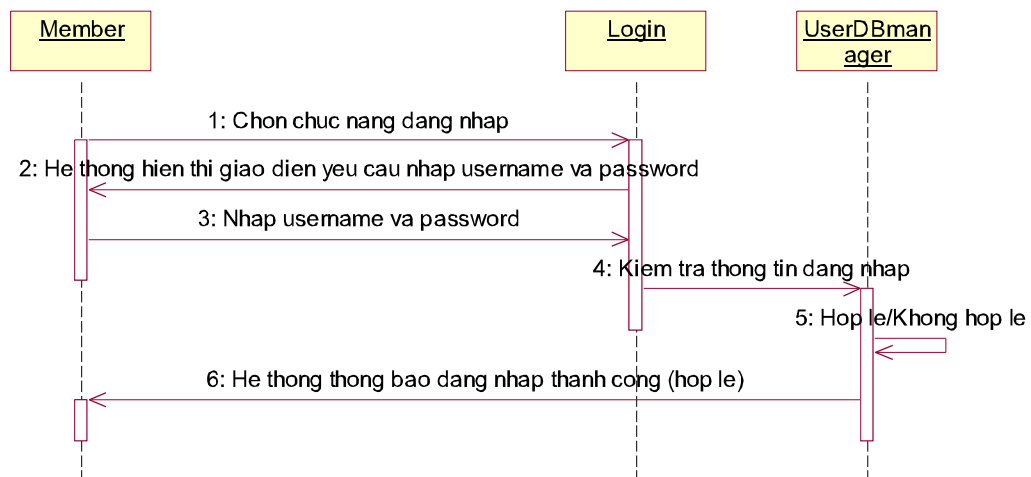 Member
Login
UserDBman
ager
1: Chon chuc nang dang nhap
2: He thong hien thi giao dien yeu cau nhap username va password
3: Nhap username va password
4: Kiem tra thong tin dang nhap
5: Hop le/Khong hop le
6: He thong thong bao dang nhap thanh cong (hop le)